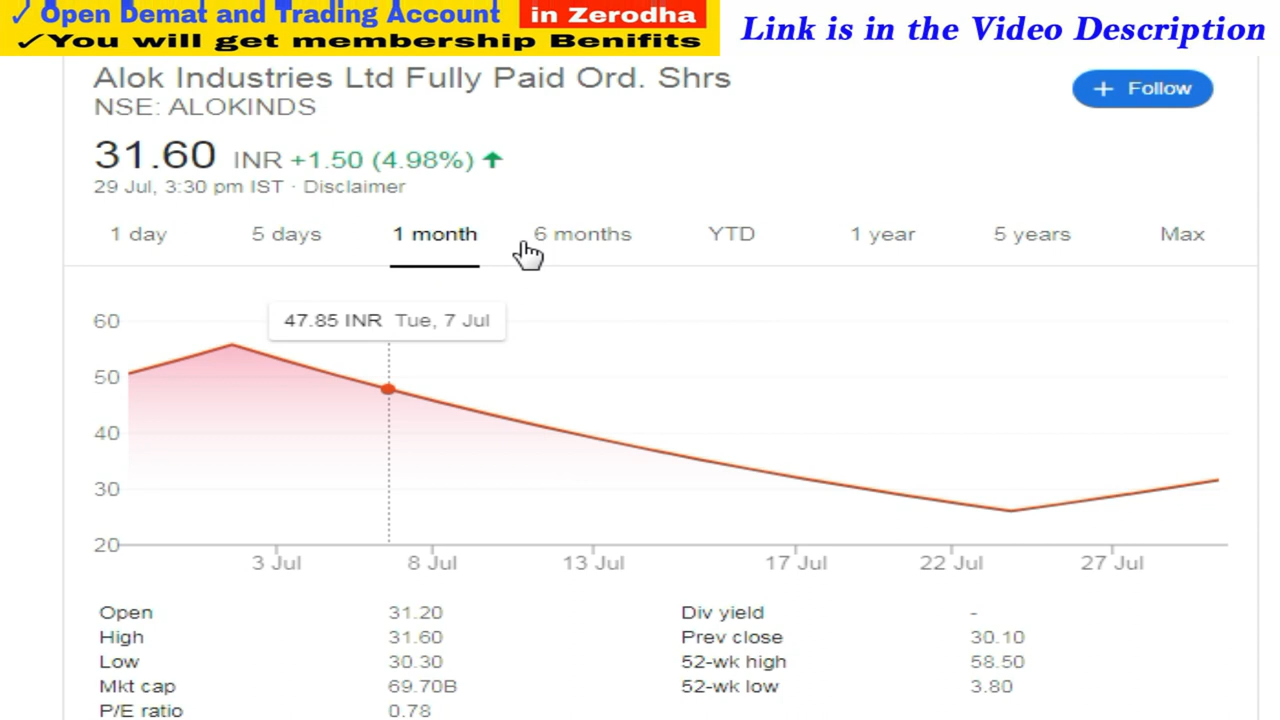 ✓ Open Demat and Trading Account in Zerodha
✓You will get membership Benifits
Link is in the Video Description
Alok Industries Ltd Fully Paid Ord. Shrs
NSE: ALOKINDS
+ Follow
31.60 INR +1.50 (4.98%) ↑
29 Jul, 3:30 pm IST · Disclaimer
1 day 5 days 1 month 6 months YTD 1 year 5 years Max
47.85 INR Tue, 7 Jul
60
50
40
30
20
3 Jul 8 Jul 13 Jul 17 Jul 22 Jul 27 Jul
Open 31.20 Div yield -
High 31.60 Prev close 30.10
Low 30.30 52-wk high 58.50
Mkt cap 69.70B 52-wk low 3.80
P/E ratio 0.78